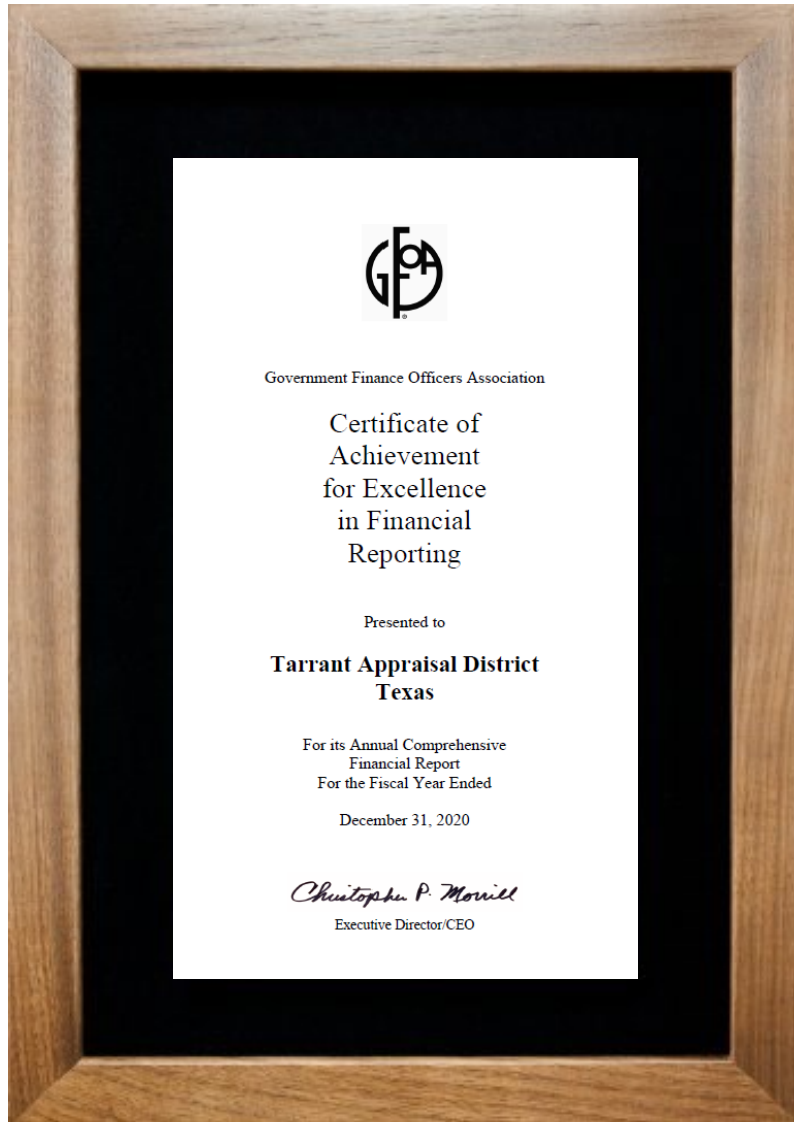 GFOA
®
Government Finance Officers Association
Certificate of
Achievement
for Excellence
in Financial
Reporting
Presented to
Tarrant Appraisal District
Texas
For its Annual Comprehensive
Financial Report
For the Fiscal Year Ended
December 31, 2020
Christopher P. Morrill
Executive Director/CEO